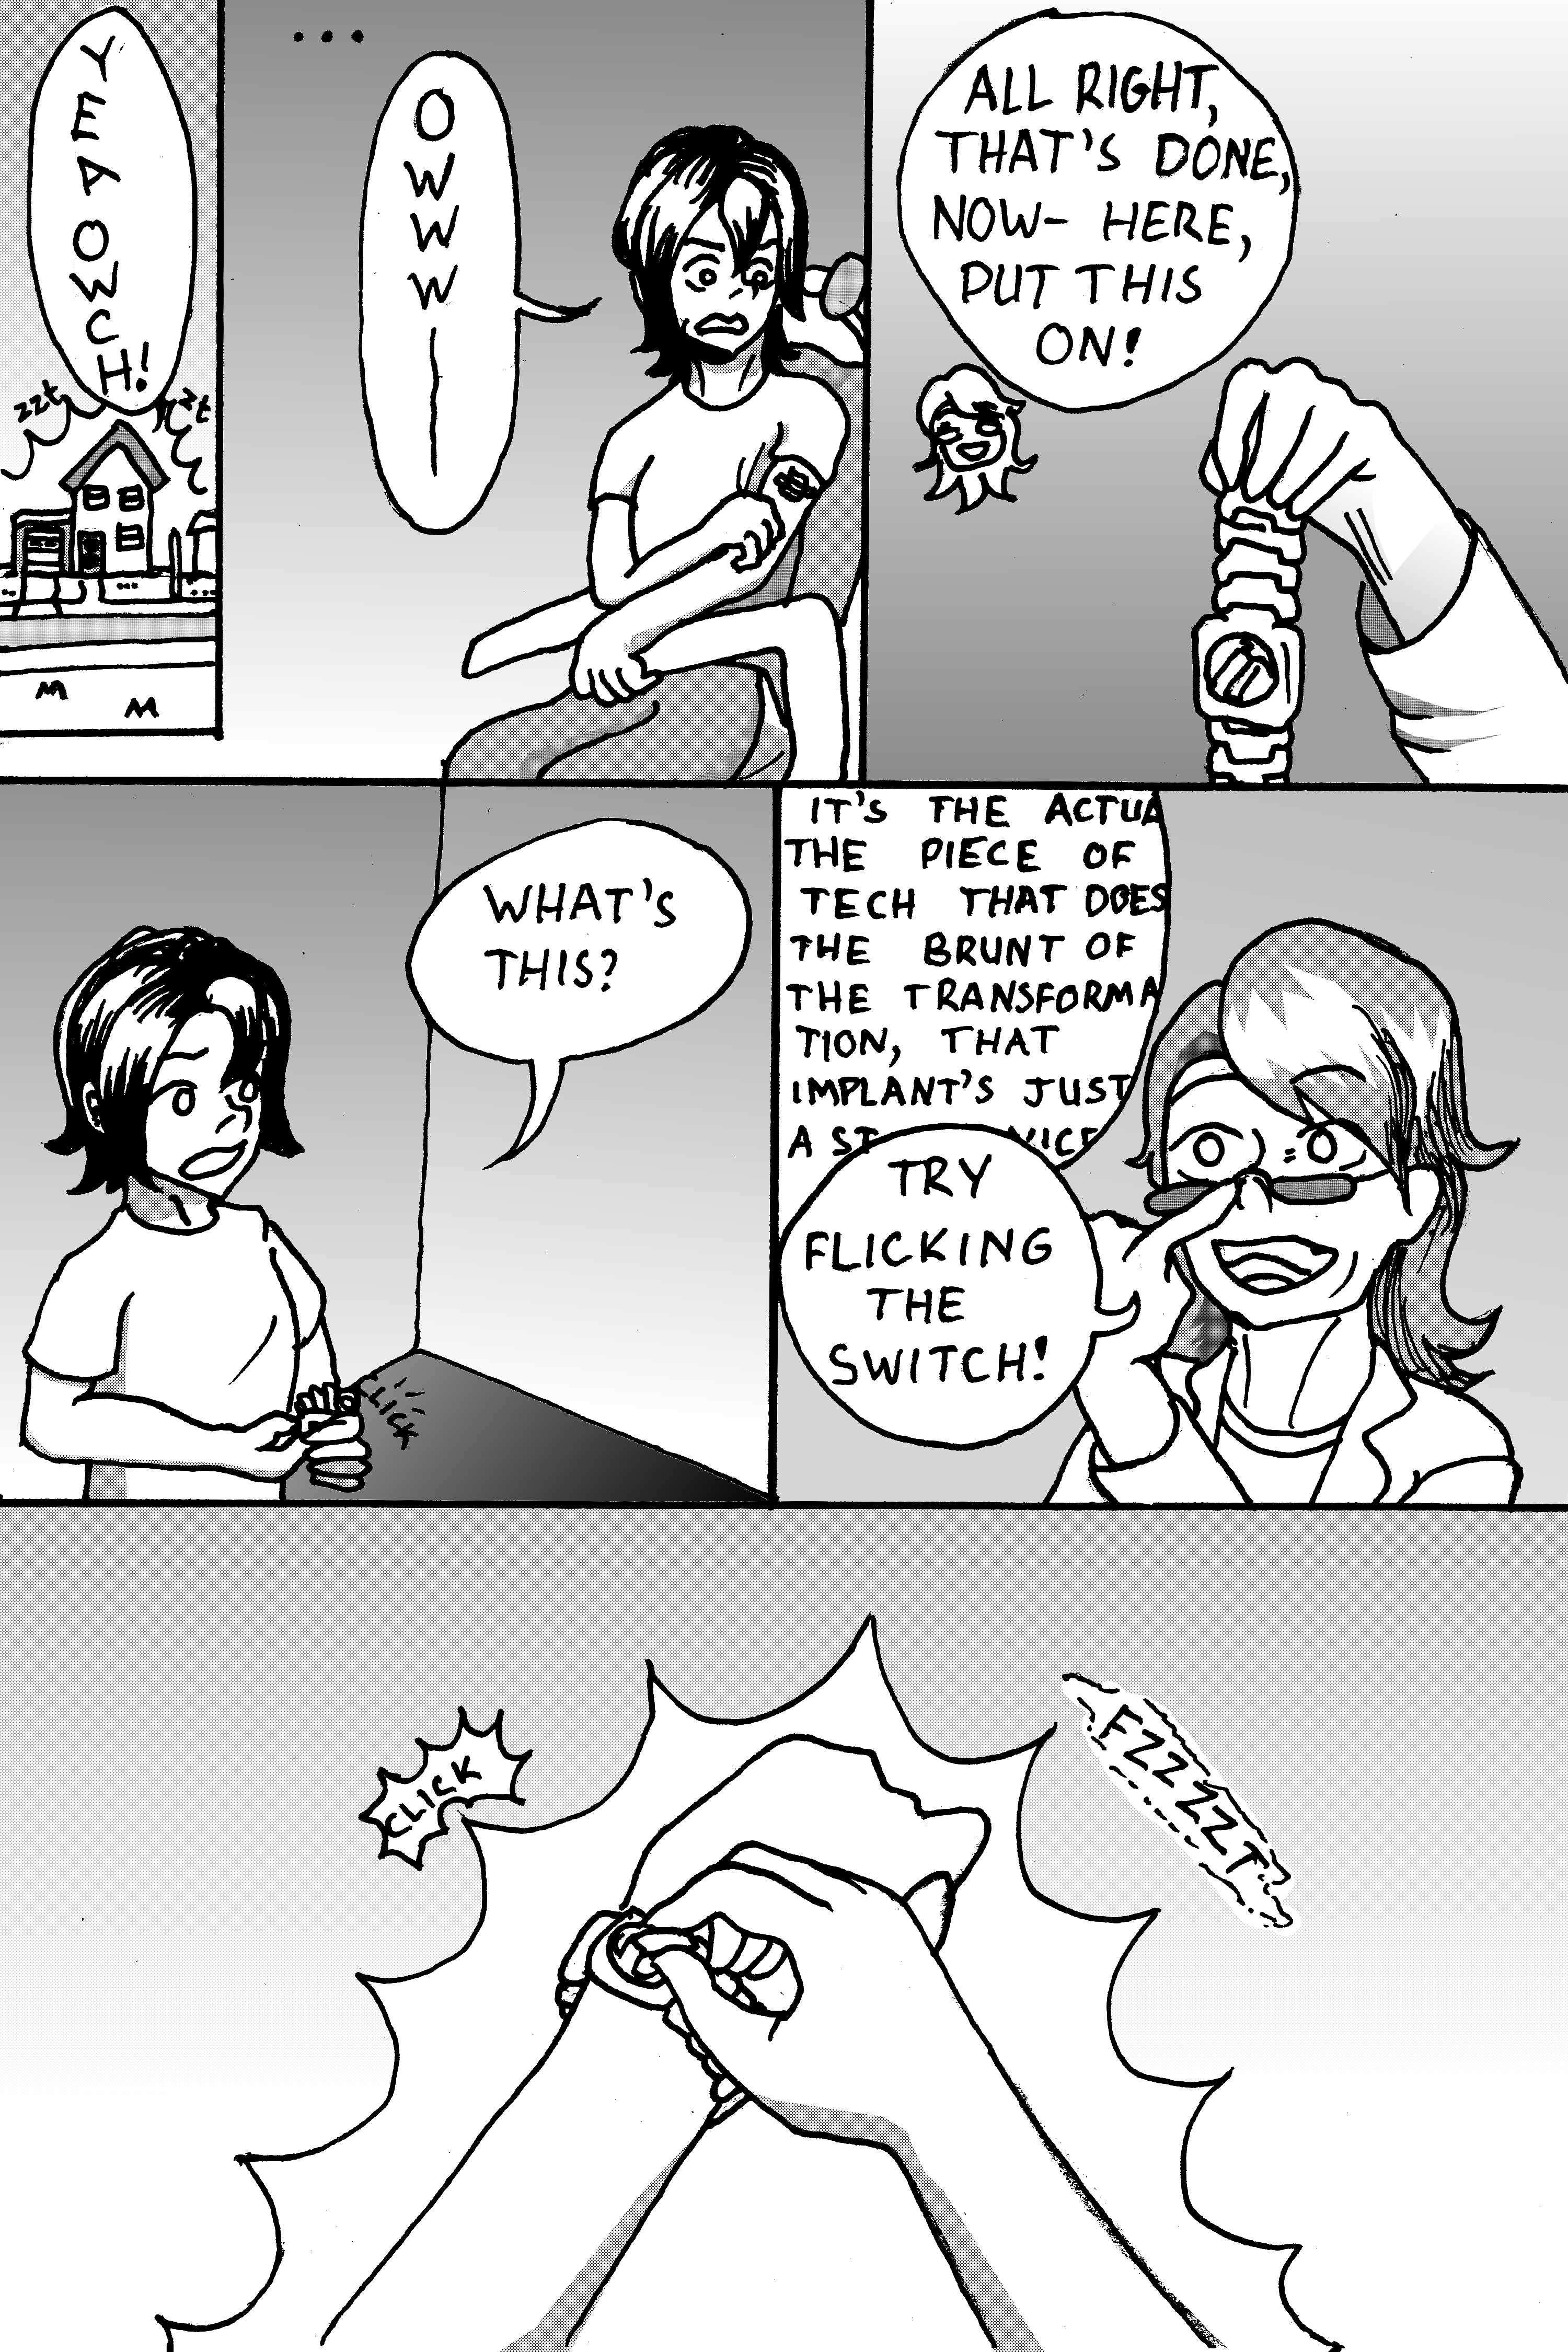 YEAOWCH!
zzt
zzt
...
OWWW—
ALL RIGHT,
THAT'S DONE,
NOW- HERE,
PUT THIS
ON!
WHAT'S
THIS?
CLICK
IT'S THE ACTUA
THE PIECE OF
TECH THAT DOES
THE BRUNT OF
THE TRANSFORMA
TION, THAT
IMPLANT'S JUST
A ST
TRY
FLICKING
THE
SWITCH!
CLICK
FZZZZZT